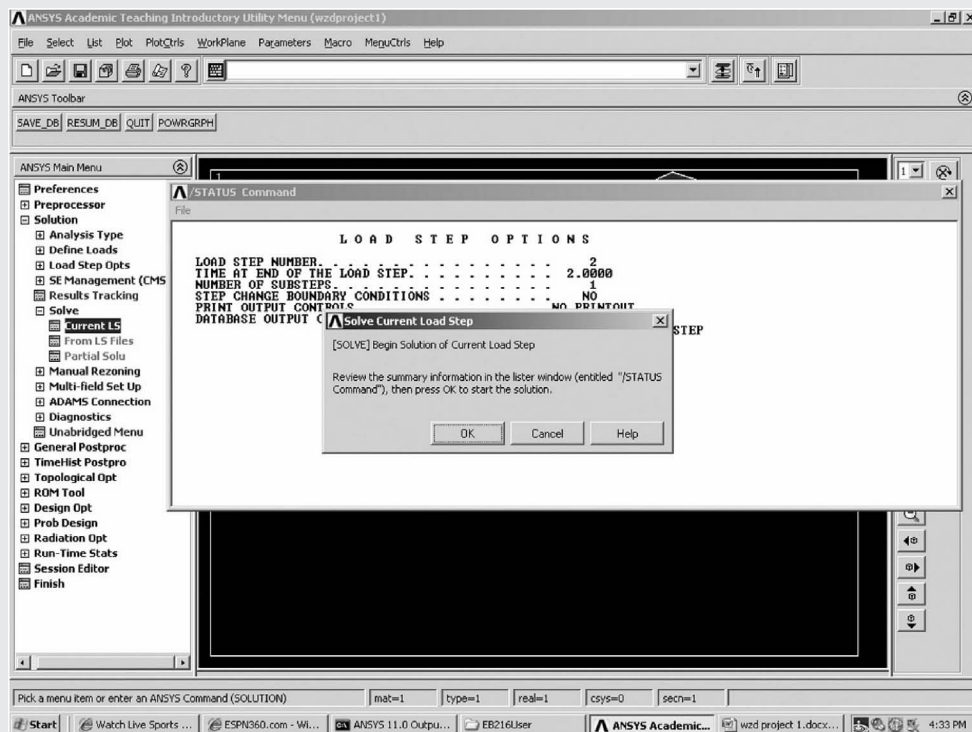 ANSYS Academic Teaching Introductory Utility Menu (wzdproject1)
File Select List Plot PlotCtrls WorkPlane Parameters Macro MenuCtrls Help
ANSYS Toolbar
SAVE_DB RESUM_DB QUIT POWRGRPH
ANSYS Main Menu
Preferences
Preprocessor
Solution
Analysis Type
Define Loads
Load Step Opts
SE Management (CMS
Results Tracking
Solve
Current LS
From LS Files
Partial Solu
Manual Rezoning
Multi-field Set Up
ADAMS Connection
Diagnostics
Unabridged Menu
General Postproc
TimeHist Postpro
Topological Opt
ROM Tool
Design Opt
Prob Design
Radiation Opt
Run-Time Stats
Session Editor
Finish
1
1
/STATUS Command
File
L O A D   S T E P   O P T I O N S
LOAD STEP NUMBER. . . . . . . . . . . . . . . . 2
TIME AT END OF THE LOAD STEP. . . . . . . . . . 2.0000
NUMBER OF SUBSTEPS. . . . . . . . . . . . . . . 1
STEP CHANGE BOUNDARY CONDITIONS . . . . . . . . NO
PRINT OUTPUT CONTROLS NO PRINTOUT
DATABASE OUTPUT C
STEP
Solve Current Load Step
[SOLVE] Begin Solution of Current Load Step
Review the summary information in the lister window (entitled "/STATUS
Command"), then press OK to start the solution.
OK Cancel Help
Pick a menu item or enter an ANSYS Command (SOLUTION) mat=1 type=1 real=1 csys=0 secn=1
Start Watch Live Sports ... ESPN360.com - Wi... ANSYS 11.0 Outpu... EB216User ANSYS Academic... wzd project 1.docx... 4:33 PM